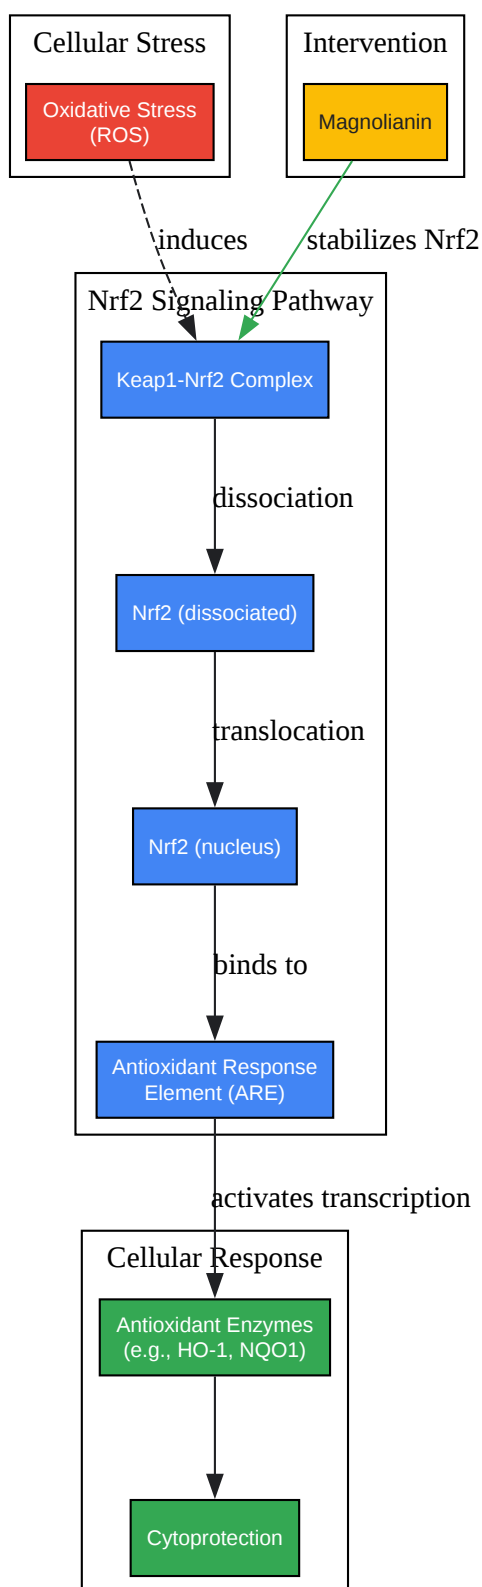 Cellular Stress
Intervention
Oxidative Stress
(ROS)
Magnolianin
induces
stabilizes Nrf2
Nrf2 Signaling Pathway
Keap1-Nrf2 Complex
dissociation
Nrf2 (dissociated)
translocation
Nrf2 (nucleus)
binds to
Antioxidant Response
Element (ARE)
activates transcription
Cellular Response
Antioxidant Enzymes
(e.g., HO-1, NQO1)
Cytoprotection